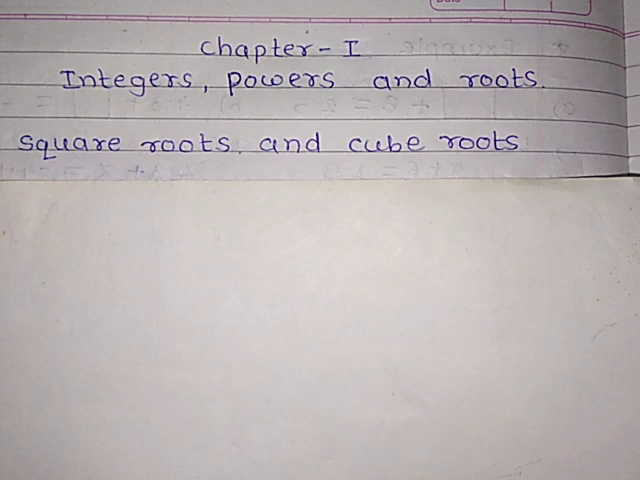 Chapter - I
Integers, powers and roots.
square roots. and cube roots